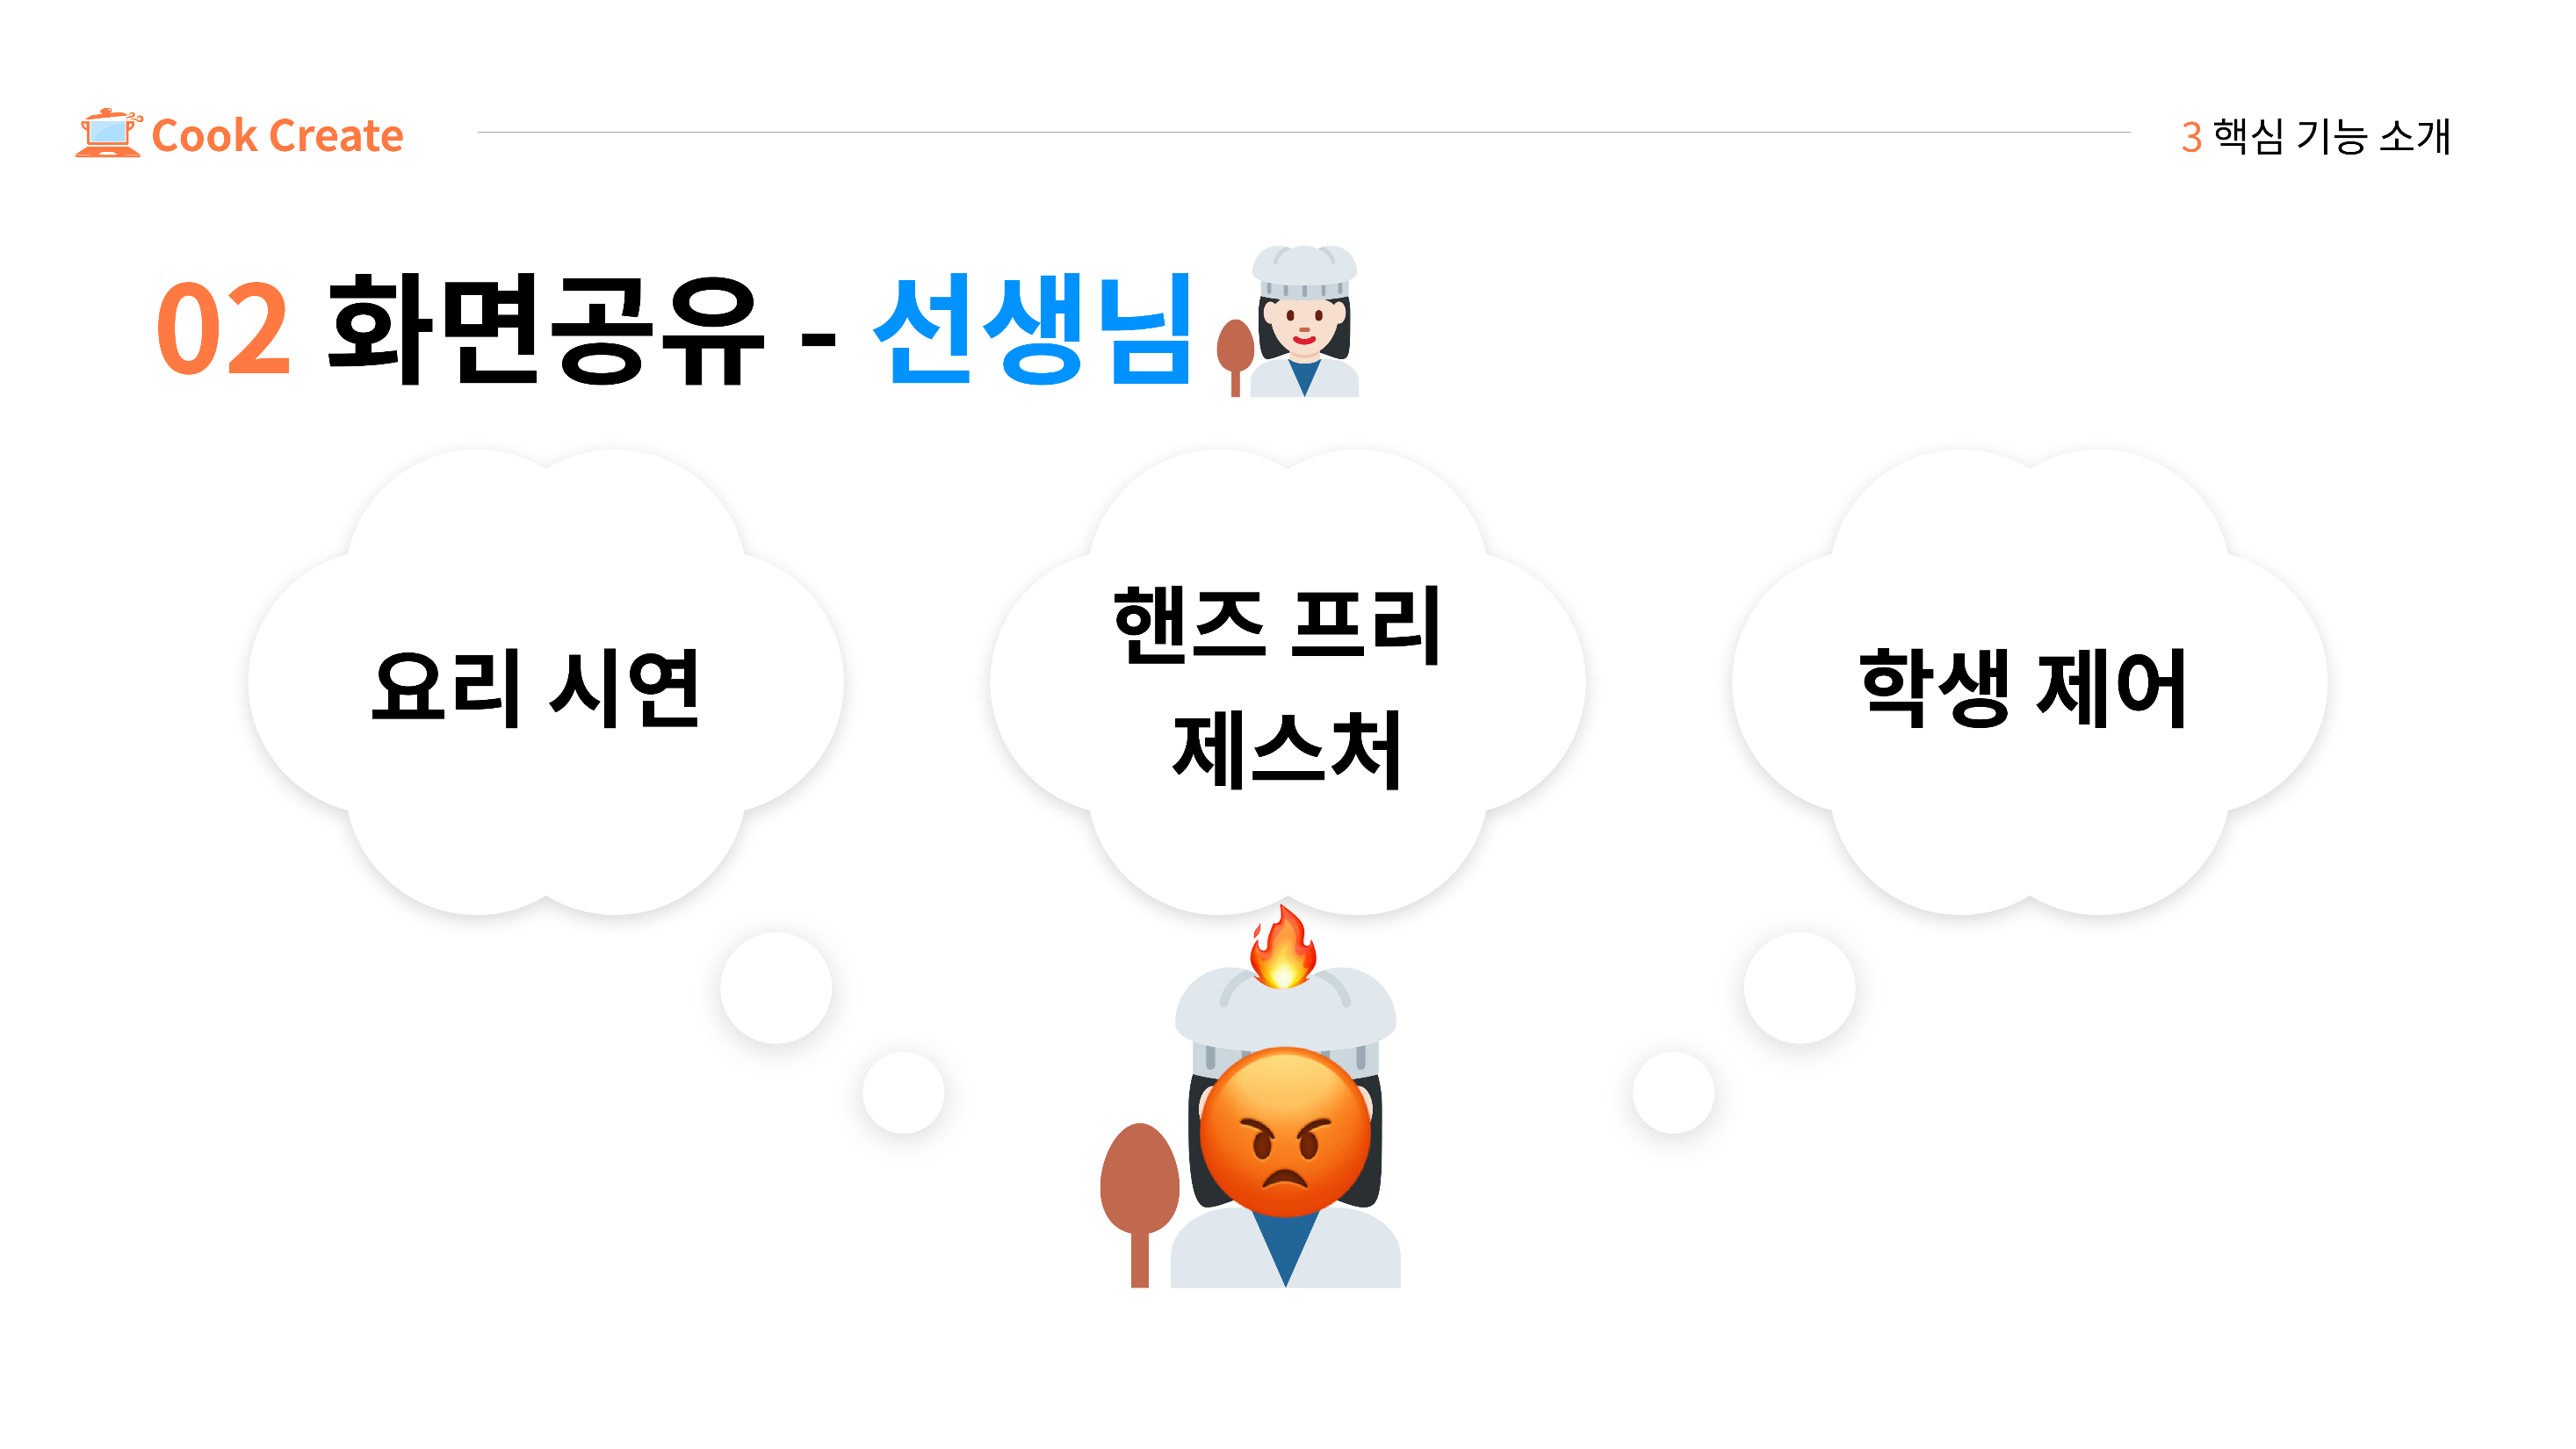 Cook Create
3 핵심 기능 소개
02 화면공유 - 선생님
요리 시연
핸즈 프리
제스처
학생 제어